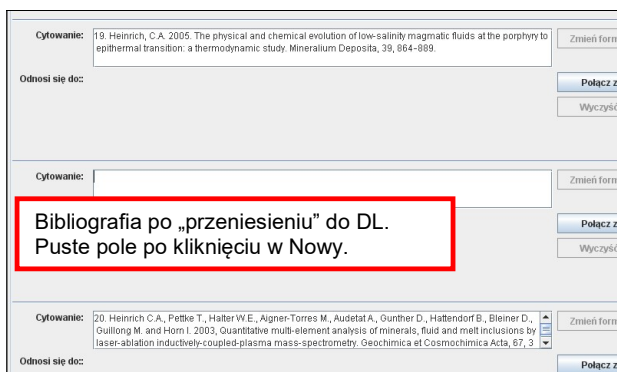 Cytowanie: 19. Heinrich, C.A. 2005. The physical and chemical evolution of low-salinity magmatic fluids at the porphyry to Zmień form
epithermal transition: a thermodynamic study. Mineralium Deposita, 39, 864-889.
Odnosi się do::
Połącz z
Wyczyść
Cytowanie: Zmień form
Bibliografia po „przeniesieniu” do DL.
Puste pole po kliknięciu w Nowy.
Połącz z
Wyczyść
Cytowanie: 20. Heinrich C.A., Pettke T., Halter W.E., Aigner-Torres M., Audetat A., Gunther D., Hattendorf B., Bleiner D.,
Guillong M. and Horn I. 2003, Quantitative multi-element analysis of minerals, fluid and melt inclusions by Zmień form
laser-ablation inductively-coupled-plasma mass-spectrometry. Geochimica et Cosmochimica Acta, 67, 3
Odnosi się do::
Połącz z